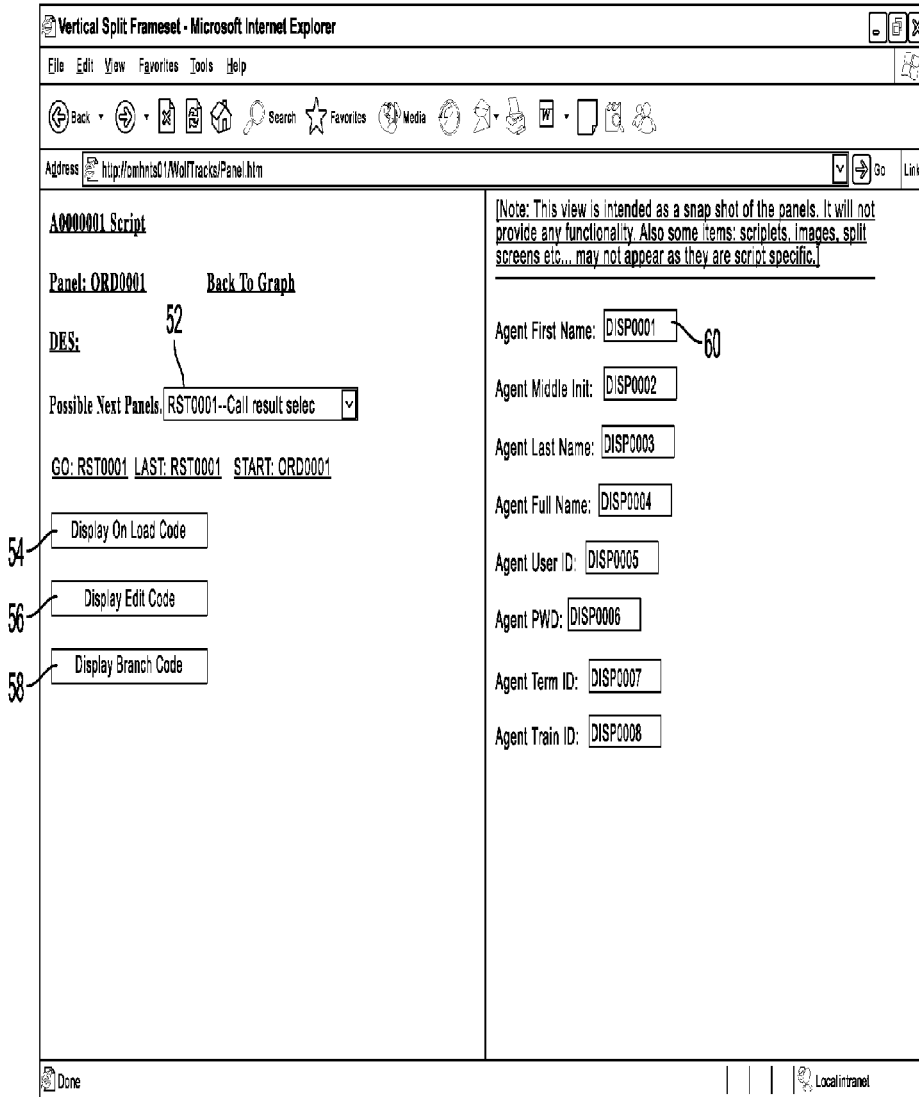 Vertical Split Frameset - Microsoft Internet Explorer
File Edit View Favorites Tools Help
Back Search Favorites Media W
Address http://omhnts01/WolfTracks/Panel.htm Go Link
A0000001 Script
Panel: ORD0001 Back To Graph
DES:
52
Possible Next Panels. RST0001--Call result selec
GO: RST0001 LAST: RST0001 START: ORD0001
54 Display On Load Code
56 Display Edit Code
58 Display Branch Code
[Note: This view is intended as a snap shot of the panels. It will not
provide any functionality. Also some items: scriplets, images, split
screens etc... may not appear as they are script specific.]
Agent First Name: DISP0001 60
Agent Middle Init: DISP0002
Agent Last Name: DISP0003
Agent Full Name: DISP0004
Agent User ID: DISP0005
Agent PWD: DISP0006
Agent Term ID: DISP0007
Agent Train ID: DISP0008
Done Local intranet